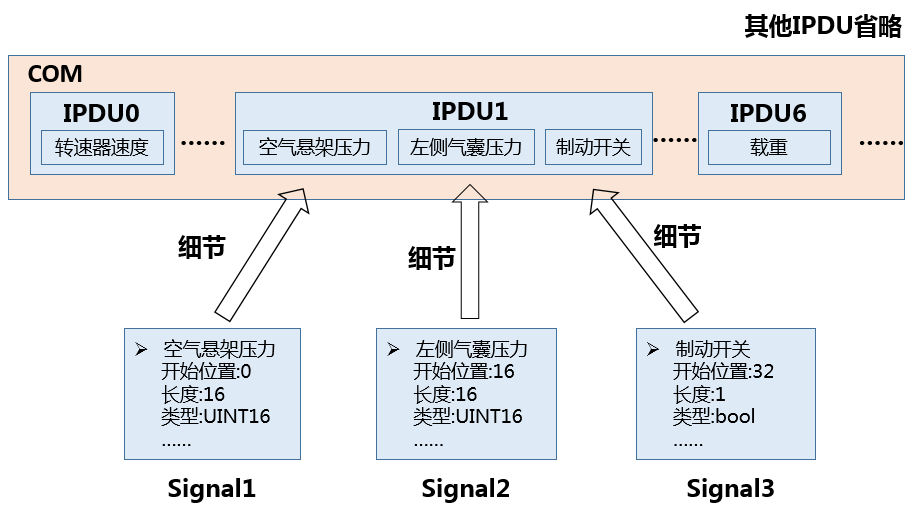 其他IPDU省略
COM
IPDU0
转速器速度
......
IPDU1
空气悬架压力
左侧气囊压力
制动开关
......
IPDU6
载重
......
细节
细节
细节
➢ 空气悬架压力
开始位置:0
长度:16
类型:UINT16
......
Signal1
➢ 左侧气囊压力
开始位置:16
长度:16
类型:UINT16
......
Signal2
➢ 制动开关
开始位置:32
长度:1
类型:bool
......
Signal3